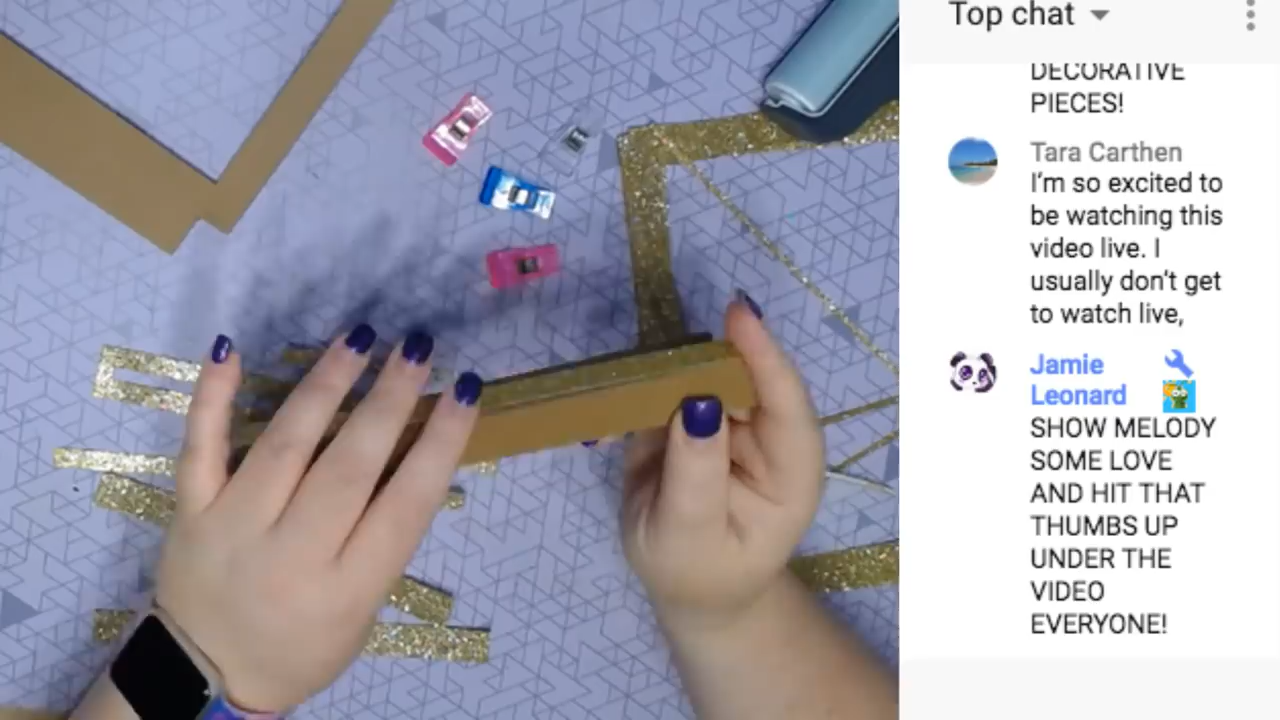 Top chat
DECORATIVE
PIECES!
Tara Carthen
I'm so excited to
be watching this
video live. I
usually don't get
to watch live,
Jamie
Leonard
SHOW MELODY
SOME LOVE
AND HIT THAT
THUMBS UP
UNDER THE
VIDEO
EVERYONE!